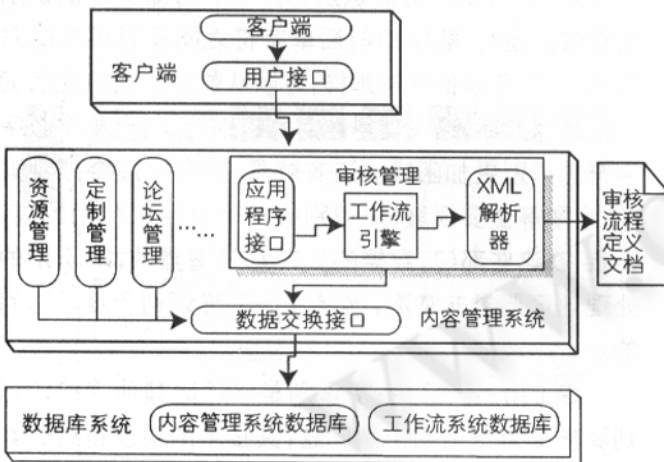 客户端
客户端
用户接口
资源管理
定制管理
论坛管理
……
应用程序接口
审核管理
工作流引擎
XML解析器
审核流程定义文档
数据交换接口
内容管理系统
数据库系统
内容管理系统数据库
工作流系统数据库